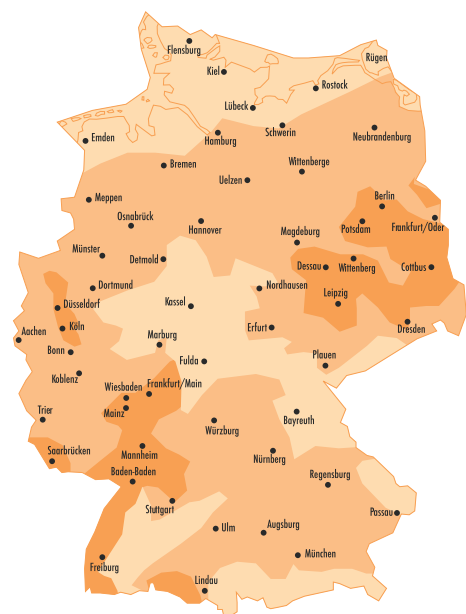 Flensburg
Rügen
Kiel
Rostock
Lübeck
Schwerin
Hamburg
Neubrandenburg
Emden
Bremen
Wittenberge
Uelzen
Berlin
Meppen
Osnabrück
Hannover
Potsdam
Frankfurt/Oder
Magdeburg
Münster
Detmold
Dessau
Wittenberg
Cottbus
Dortmund
Nordhausen
Leipzig
Düsseldorf
Kassel
Köln
Erfurt
Dresden
Aachen
Marburg
Bonn
Plauen
Fulda
Koblenz
Wiesbaden
Frankfurt/Main
Trier
Mainz
Bayreuth
Würzburg
Saarbrücken
Mannheim
Nürnberg
Baden-Baden
Regensburg
Stuttgart
Passau
Ulm
Augsburg
München
Freiburg
Lindau